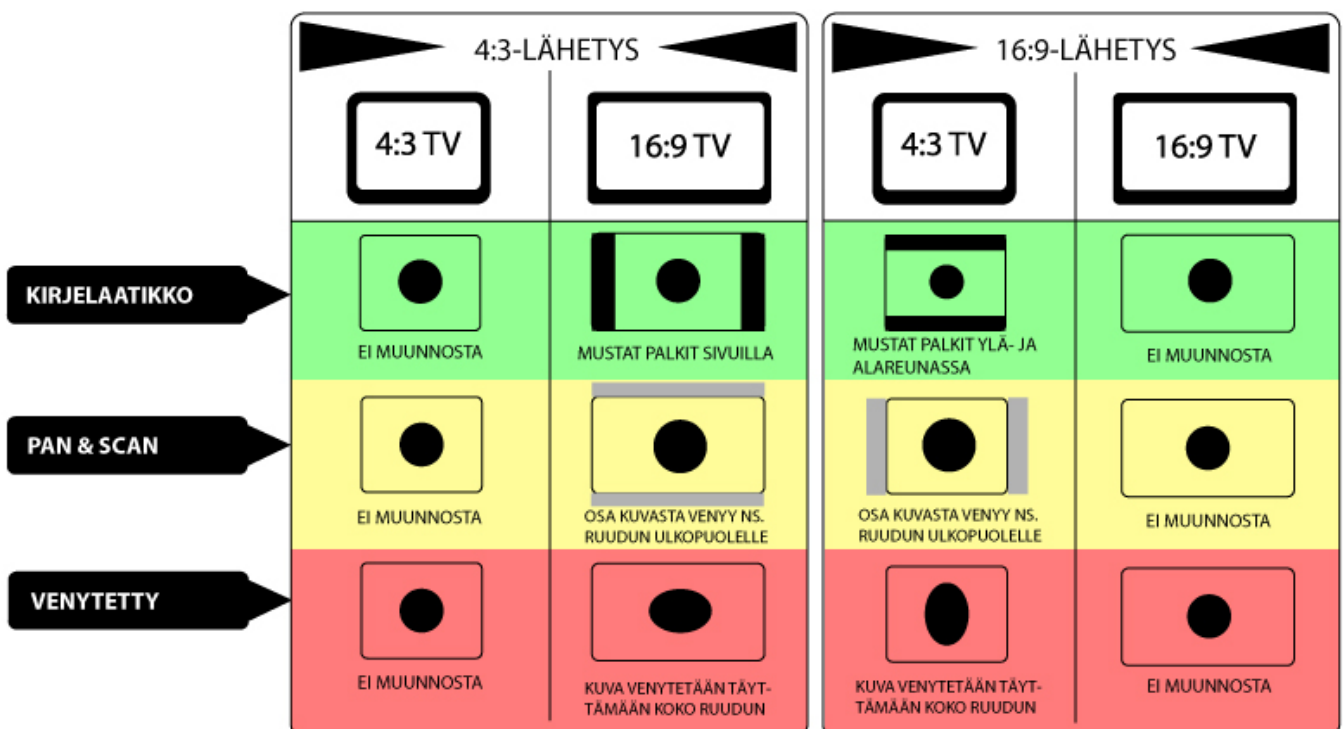 4:3-LÄHETYS
16:9-LÄHETYS
4:3 TV
16:9 TV
4:3 TV
16:9 TV
KIRJELAATIKKO
EI MUUNNOSTA
MUSTAT PALKIT SIVUILLA
MUSTAT PALKIT YLÄ- JA
ALAREUNASSA
EI MUUNNOSTA
PAN & SCAN
EI MUUNNOSTA
OSA KUVASTA VENYY NS.
RUUDUN ULKOPUOLELLE
OSA KUVASTA VENYY NS.
RUUDUN ULKOPUOLELLE
EI MUUNNOSTA
VENYTETTY
EI MUUNNOSTA
KUVA VENYTETÄÄN TÄYT-
TÄMÄÄN KOKO RUUDUN
KUVA VENYTETÄÄN TÄYT-
TÄMÄÄN KOKO RUUDUN
EI MUUNNOSTA